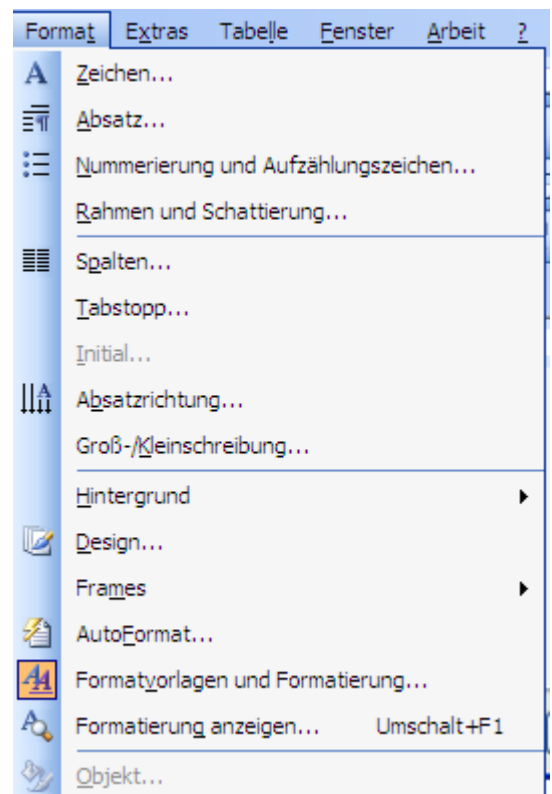 Format Extras Tabelle Fenster Arbeit ?
Zeichen...
Absatz...
Nummerierung und Aufzählungszeichen...
Rahmen und Schattierung...
Spalten...
Tabstopp...
Initial...
Absatzrichtung...
Groß-/Kleinschreibung...
Hintergrund
Design...
Frames
AutoFormat...
Formatvorlagen und Formatierung...
Formatierung anzeigen... Umschalt+F1
Objekt...